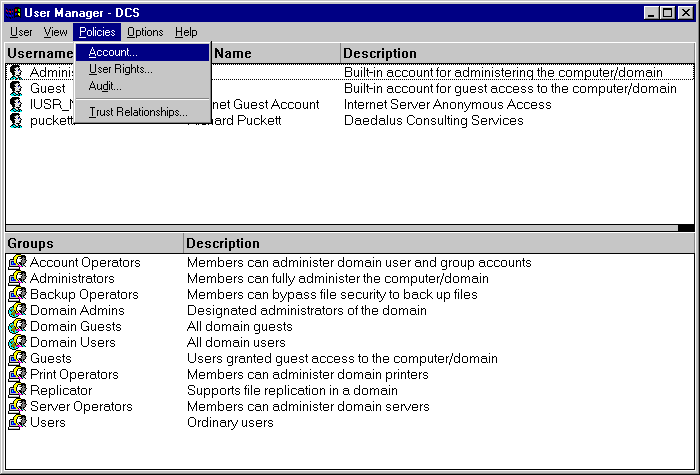 User Manager - DCS
User View Policies Options Help
Username Name Description
Account...
User Rights...
Audit...
Trust Relationships...
Built-in account for administering the computer/domain
Guest Built-in account for guest access to the computer/domain
Guest Account Internet Server Anonymous Access
Puckett Daedalus Consulting Services
Groups Description
Account Operators Members can administer domain user and group accounts
Administrators Members can fully administer the computer/domain
Backup Operators Members can bypass file security to back up files
Domain Admins Designated administrators of the domain
Domain Guests All domain guests
Domain Users All domain users
Guests Users granted guest access to the computer/domain
Print Operators Members can administer domain printers
Replicator Supports file replication in a domain
Server Operators Members can administer domain servers
Users Ordinary users